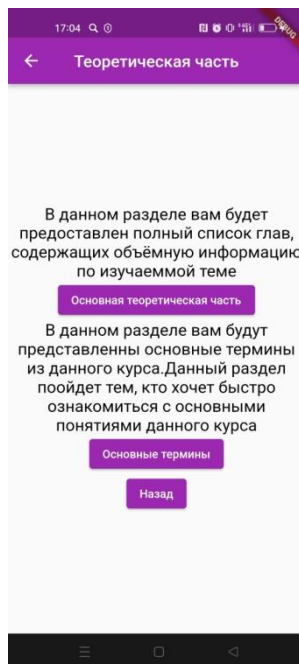 17:04
DEBUG
Теоретическая часть
В данном разделе вам будет
предоставлен полный список глав,
содержащих объёмную информацию
по изучаеммой теме
Основная теоретическая часть
В данном разделе вам будут
представленны основные термины
из данного курса.Данный раздел
поойдет тем, кто хочет быстро
ознакомиться с основными
понятиями данного курса
Основные термины
Назад